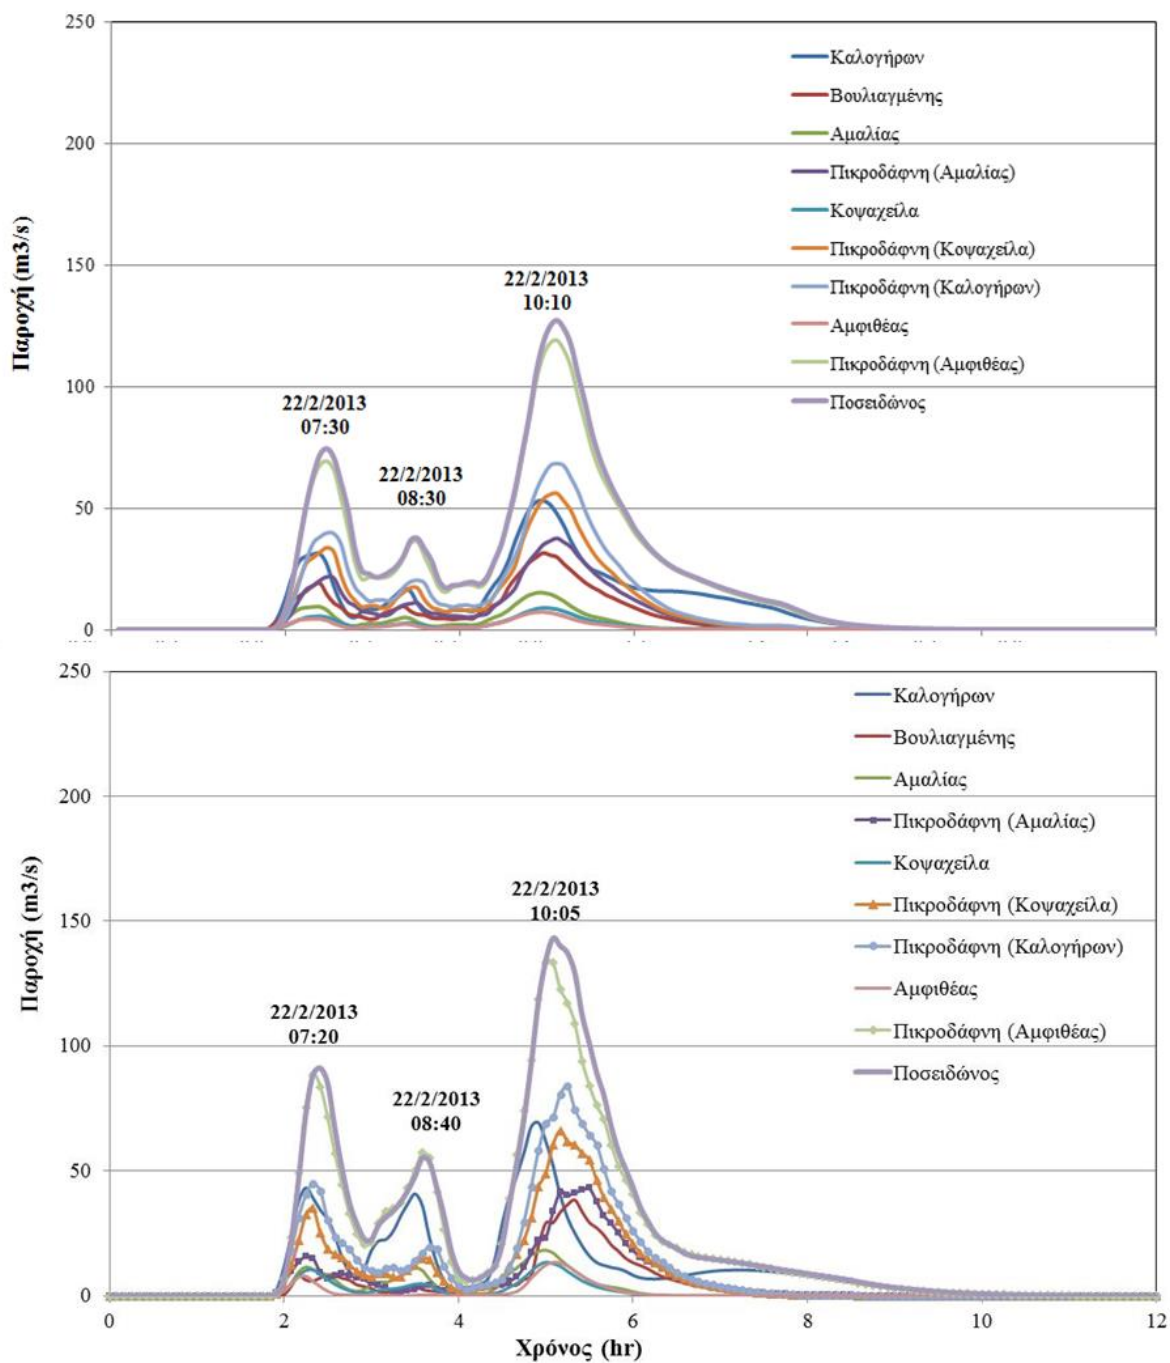 250
200
150
100
50
0
Παροχή (m3/s)
22/2/2013
07:30
22/2/2013
08:30
22/2/2013
10:10
Καλογήρων
Βουλιαγμένης
Αμαλίας
Πικροδάφνη (Αμαλίας)
Κοψαχείλα
Πικροδάφνη (Κοψαχείλα)
Πικροδάφνη (Καλογήρων)
Αμφιθέας
Πικροδάφνη (Αμφιθέας)
Ποσειδώνος
250
200
150
100
50
0
Παροχή (m3/s)
22/2/2013
07:20
22/2/2013
08:40
22/2/2013
10:05
Καλογήρων
Βουλιαγμένης
Αμαλίας
Πικροδάφνη (Αμαλίας)
Κοψαχείλα
Πικροδάφνη (Κοψαχείλα)
Πικροδάφνη (Καλογήρων)
Αμφιθέας
Πικροδάφνη (Αμφιθέας)
Ποσειδώνος
0 2 4 6 8 10 12
Χρόνος (hr)